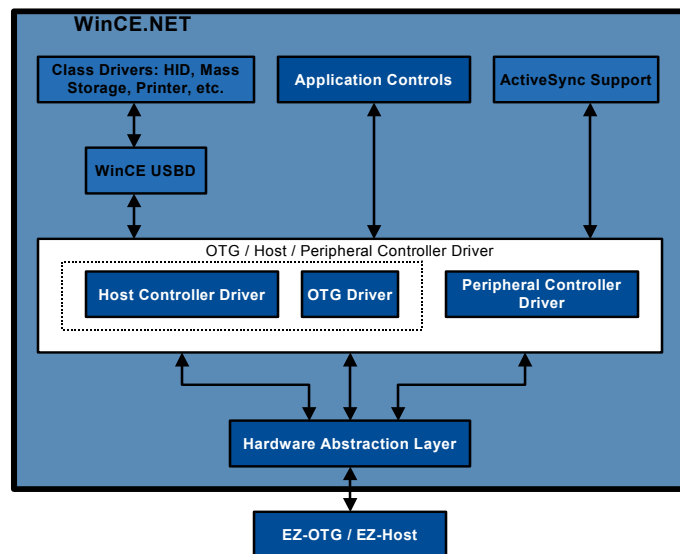 WinCE.NET
Class Drivers: HID, Mass
Storage, Printer, etc.
Application Controls
ActiveSync Support
WinCE USBD
OTG / Host / Peripheral Controller Driver
Host Controller Driver
OTG Driver
Peripheral Controller
Driver
Hardware Abstraction Layer
EZ-OTG / EZ-Host